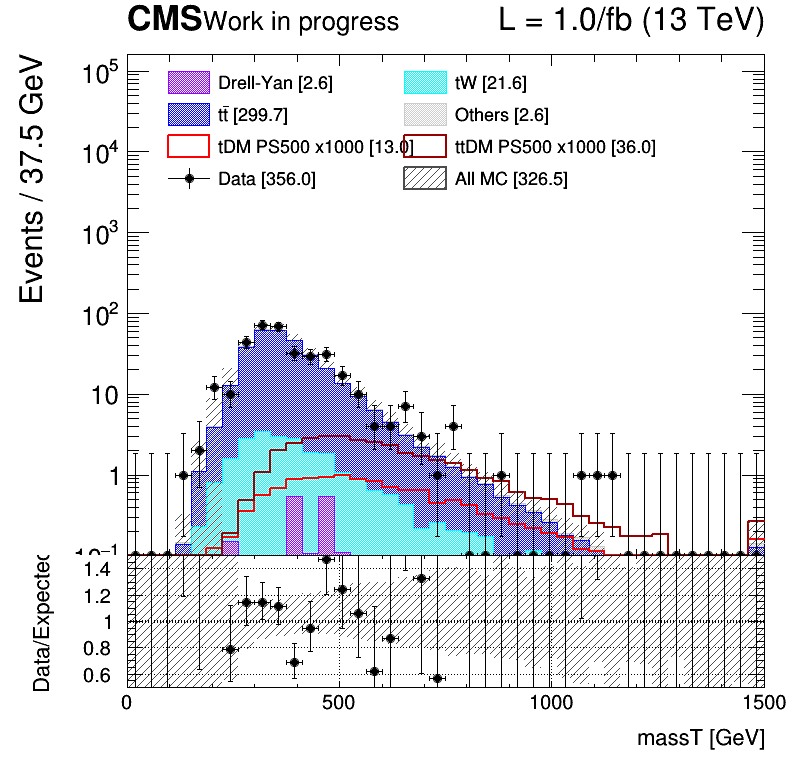 CMS Work in progress L = 1.0/fb (13 TeV)
Events / 37.5 GeV
10⁵
10⁴
10³
10²
10
1
10⁻¹
Drell-Yan [2.6] tW [21.6]
tt̄ [299.7] Others [2.6]
tDM PS500 x1000 [13.0] ttDM PS500 x1000 [36.0]
Data [356.0] All MC [326.5]
Data/Expected
1.4
1.2
1
0.8
0.6
0 500 1000 1500
massT [GeV]